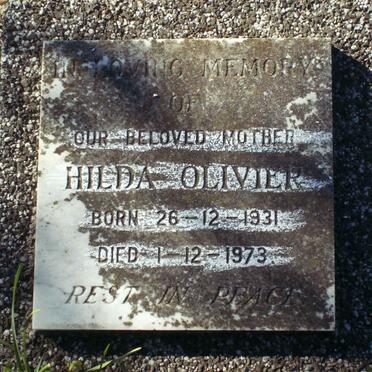 IN LOVING MEMORY
OF
OUR BELOVED MOTHER
HILDA OLIVIER
BORN 26-12-1931
DIED 1-12-1973
REST IN PEACE